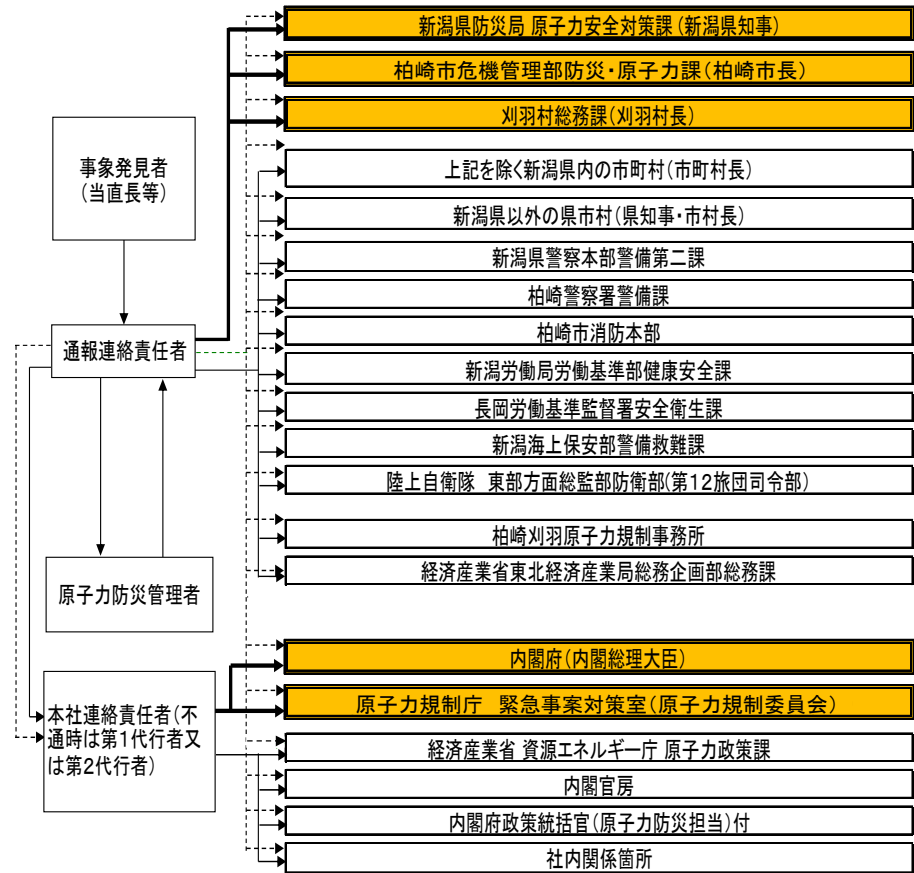 新潟県防災局 原子力安全対策課(新潟県知事)
柏崎市危機管理部防災・原子力課(柏崎市長)
刈羽村総務課(刈羽村長)
事象発見者
(当直長等)
上記を除く新潟県内の市町村(市町村長)
新潟県以外の県市村(県知事・市村長)
新潟県警察本部警備第二課
柏崎警察署警備課
柏崎市消防本部
通報連絡責任者
新潟労働局労働基準部健康安全課
長岡労働基準監督署安全衛生課
新潟海上保安部警備救難課
陸上自衛隊 東部方面総監部防衛部(第12旅団司令部)
柏崎刈羽原子力規制事務所
経済産業省東北経済産業局総務企画部総務課
原子力防災管理者
内閣府(内閣総理大臣)
原子力規制庁 緊急事案対策室(原子力規制委員会)
本社連絡責任者(不
通時は第1代行者又
は第2代行者)
経済産業省 資源エネルギー庁 原子力政策課
内閣官房
内閣府政策統括官(原子力防災担当)付
社内関係箇所